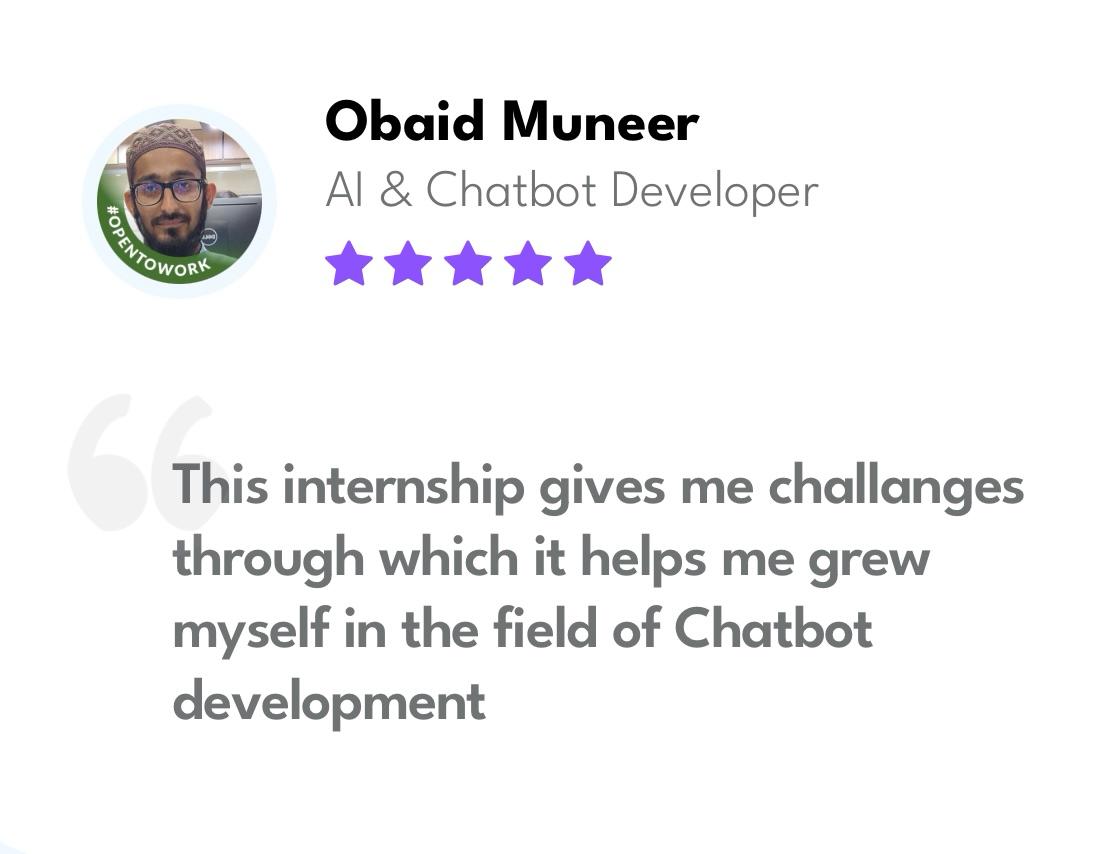 Obaid Muneer
AI & Chatbot Developer
#OPENTOWORK
DELL
This internship gives me challanges
through which it helps me grew
myself in the field of Chatbot
development